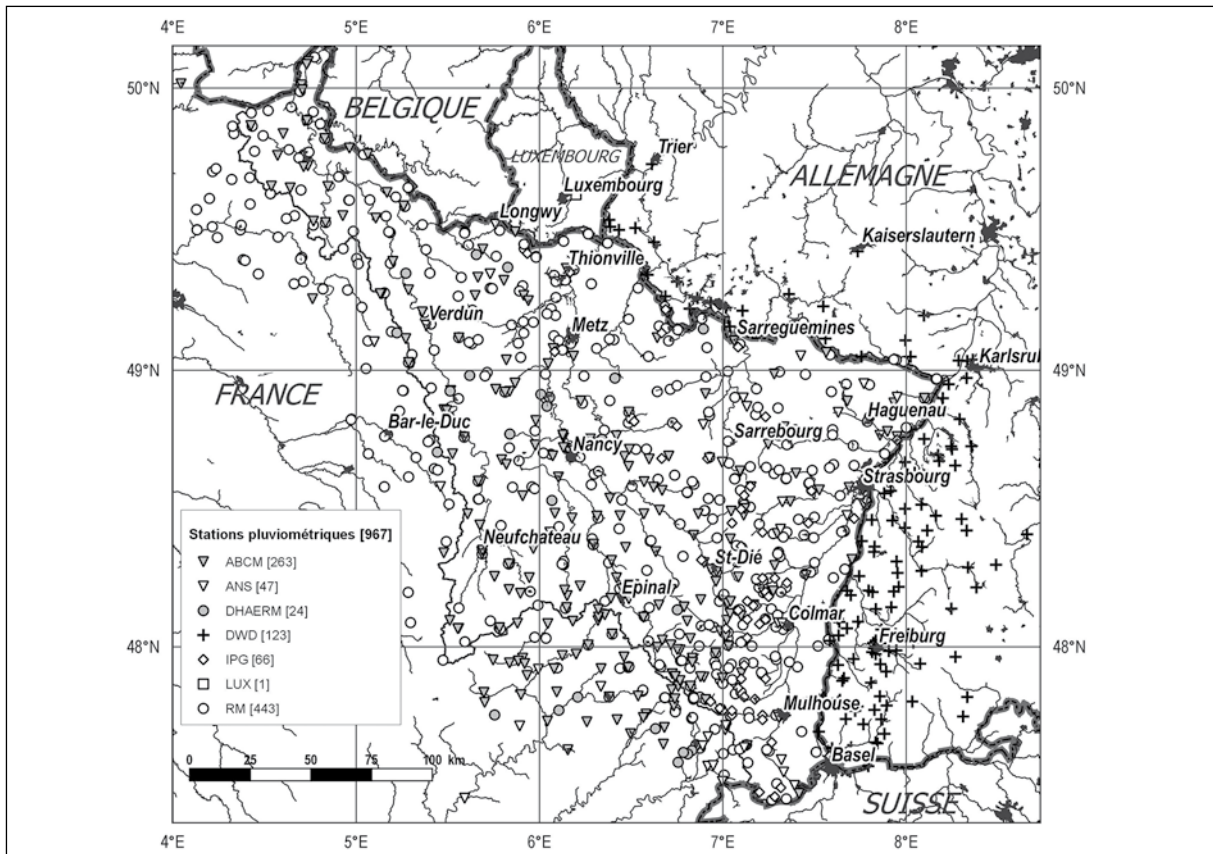 4°E 5°E 6°E 7°E 8°E
50°N 50°N
BELGIQUE
Trier
LUXEMBOURG
ALLEMAGNE
Luxembourg
Longwy
Kaiserslautern
Thionville
Verdun
Metz
Sarreguemines
49°N 49°N
Karlsru
FRANCE
Haguenau
Bar-le-Duc
Sarrebourg
Nancy
Strasbourg
Stations pluviométriques [967]
ABCM [263]
ANS [47]
DHAERM [24]
DWD [123]
IPG [66]
LUX [1]
RM [443]
Neufchateau
St-Dié
Epinal
Colmar
48°N 48°N
Freiburg
Mulhouse
Basel
0 25 50 75 100 km
SUISSE
4°E 5°E 6°E 7°E 8°E